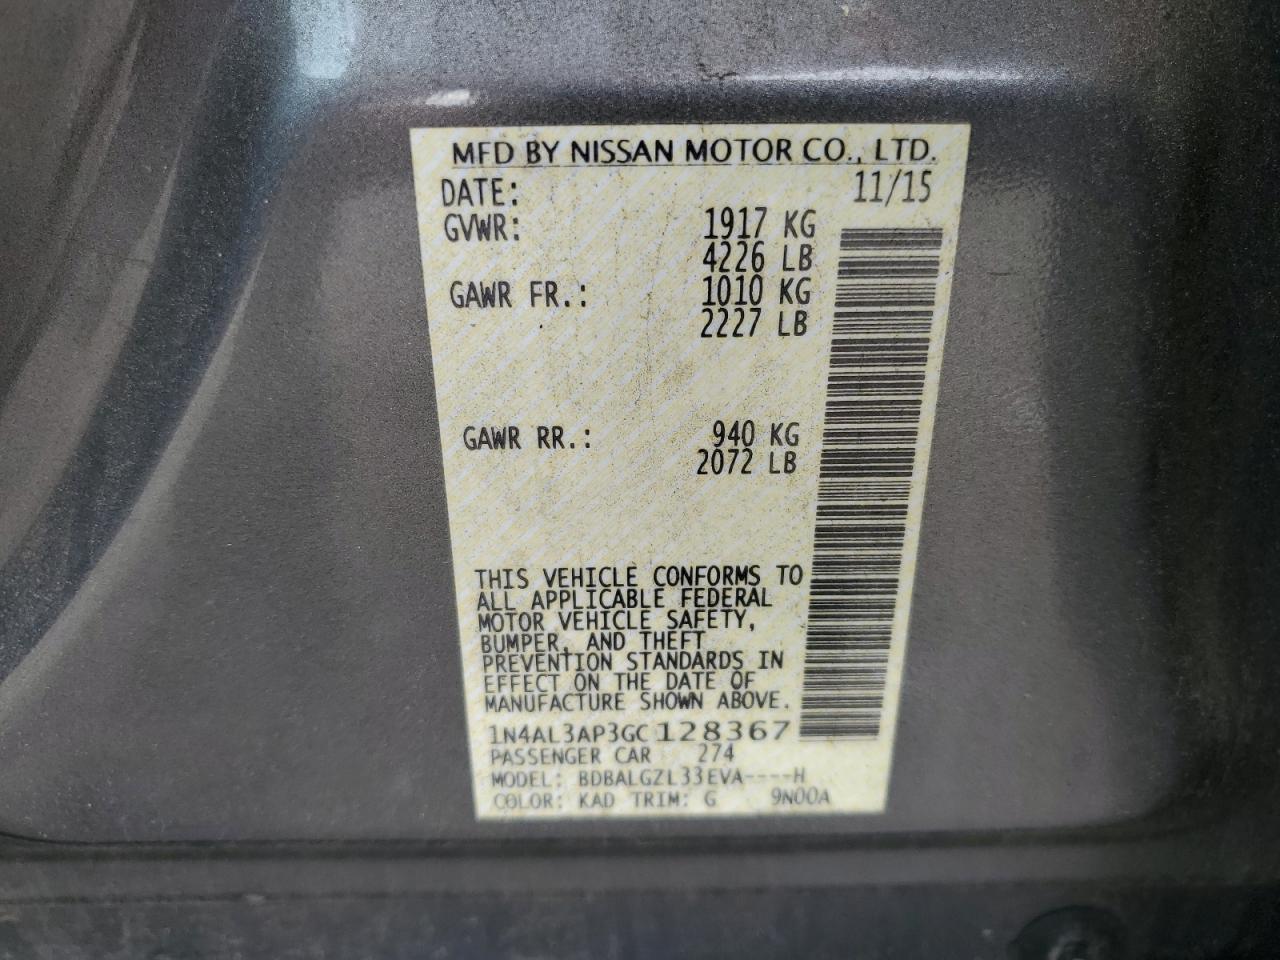 MFD BY NISSAN MOTOR CO., LTD.
DATE: 11/15
GVWR: 1917 KG
4226 LB
GAWR FR.: 1010 KG
2227 LB
GAWR RR.: 940 KG
2072 LB
THIS VEHICLE CONFORMS TO
ALL APPLICABLE FEDERAL
MOTOR VEHICLE SAFETY,
BUMPER, AND THEFT
PREVENTION STANDARDS IN
EFFECT ON THE DATE OF
MANUFACTURE SHOWN ABOVE.
1N4AL3AP3GC128367
PASSENGER CAR 274
MODEL: BDBALGZL33EVA----H
COLOR: KAD TRIM: G 9N00A